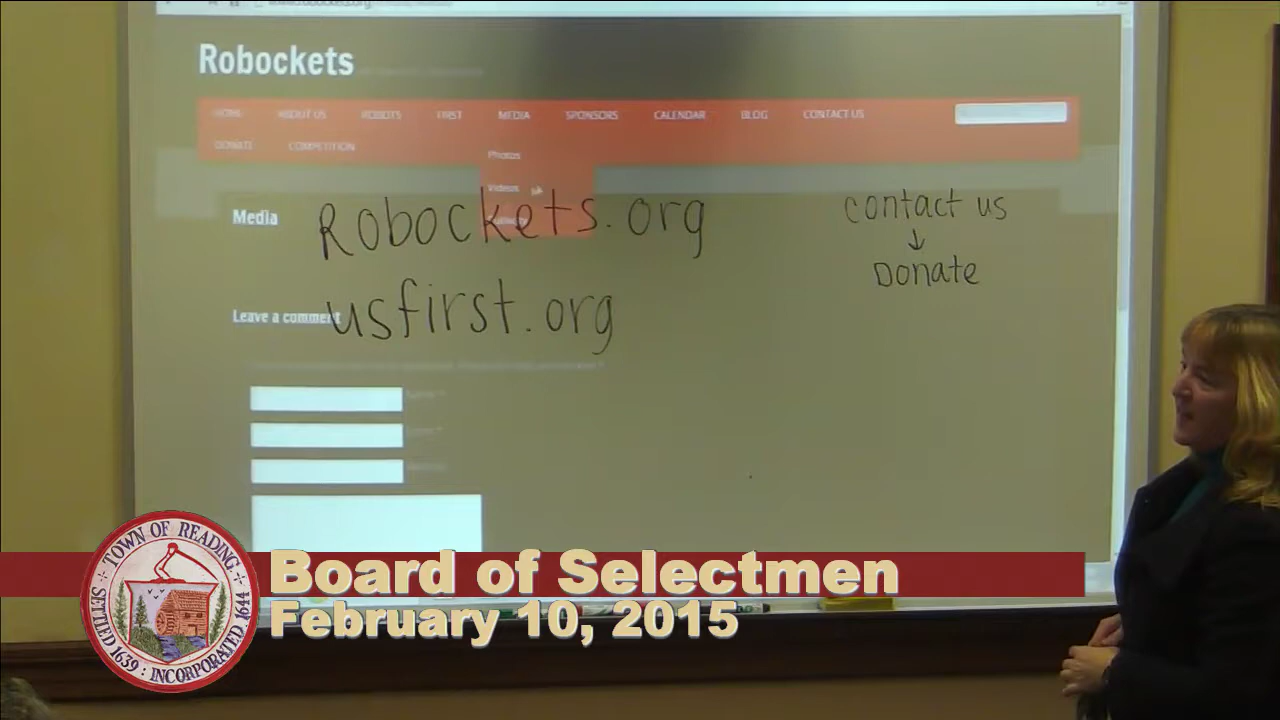 Robockets
HOME ABOUT US ROBOTS FIRST MEDIA SPONSORS CALENDAR BLOG CONTACT US
DONATE COMPETITION
Photos
Videos
Media
Robockets.org
contact us
↓
Donate
Leave a comment
usfirst.org
TOWN OF READING
SETTLED 1639 : INCORPORATED 1644
Board of Selectmen
February 10, 2015